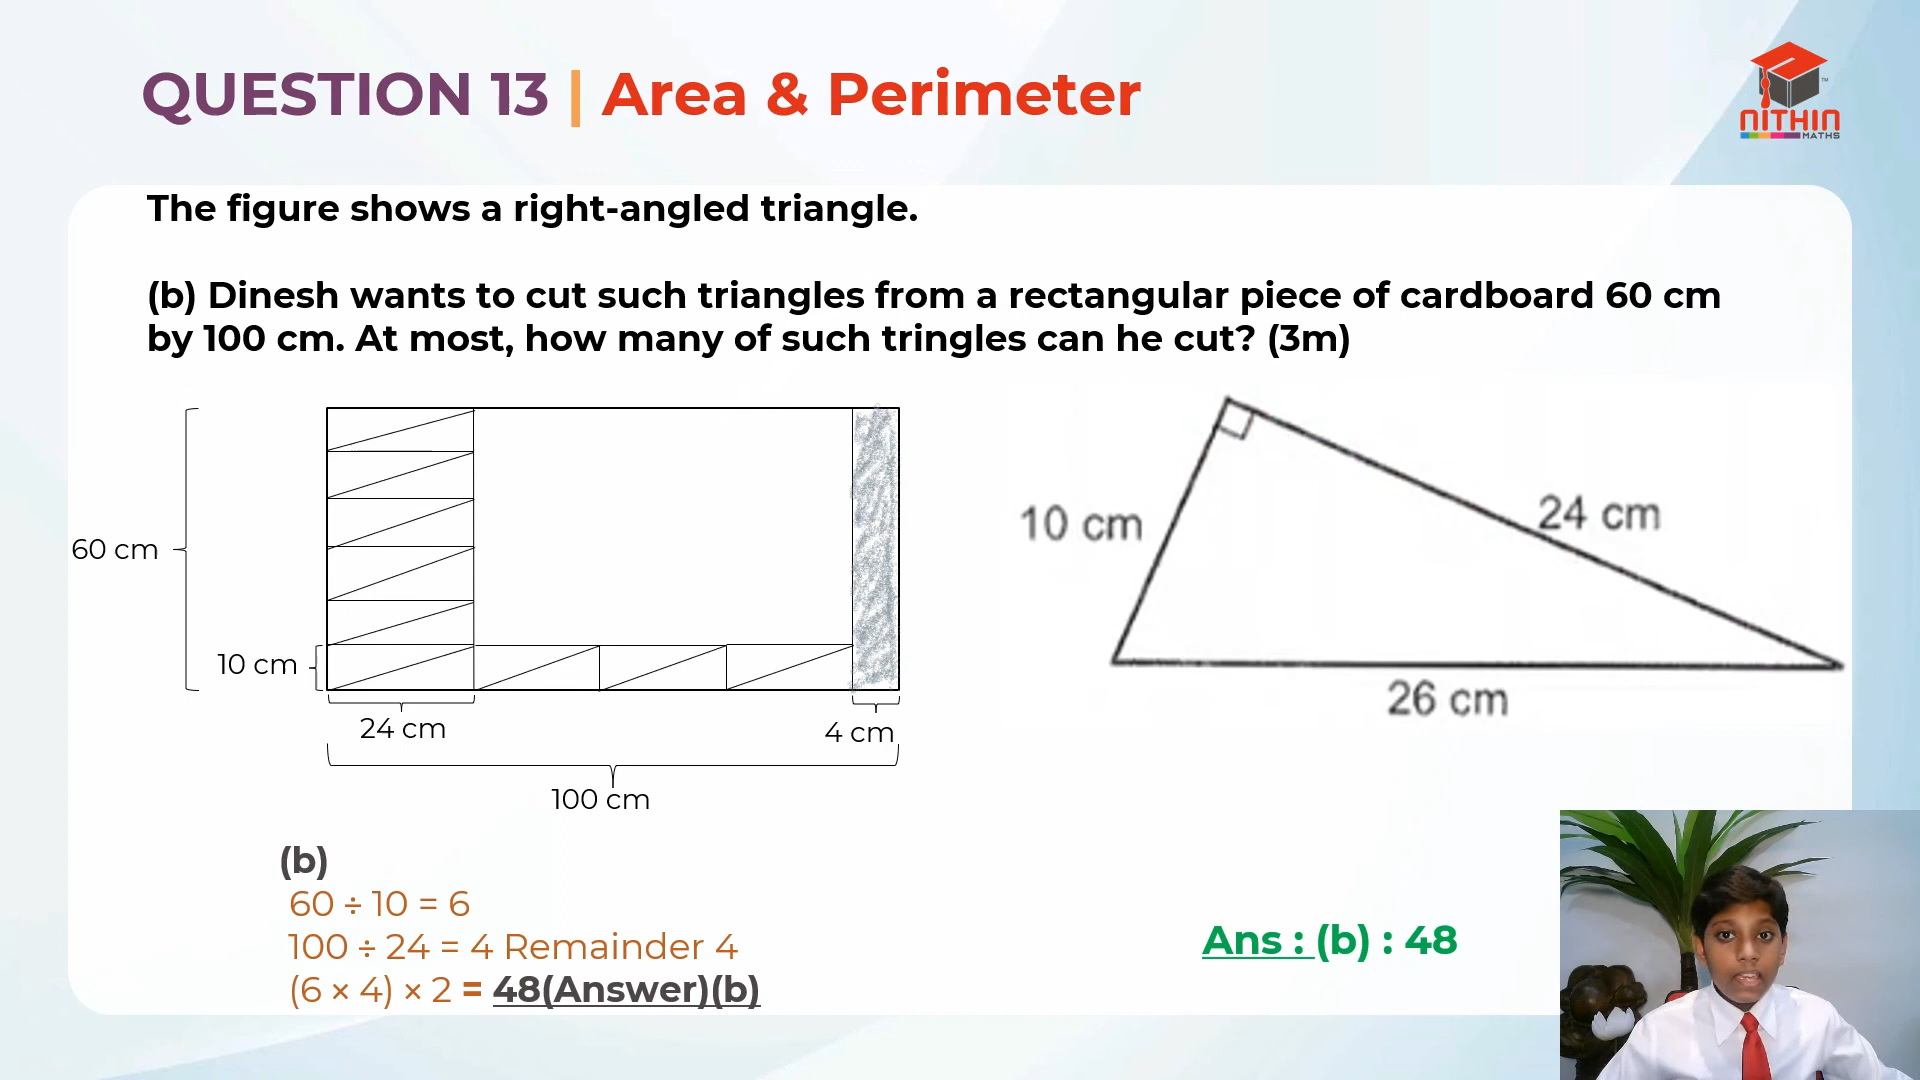 QUESTION 13 | Area & Perimeter
NITHIN
MATHS
TM
The figure shows a right-angled triangle.
(b) Dinesh wants to cut such triangles from a rectangular piece of cardboard 60 cm
by 100 cm. At most, how many of such tringles can he cut? (3m)
60 cm
10 cm
24 cm
4 cm
100 cm
10 cm
24 cm
26 cm
(b)
60 ÷ 10 = 6
100 ÷ 24 = 4 Remainder 4
(6 × 4) × 2 = 48(Answer)(b)
Ans : (b) : 48